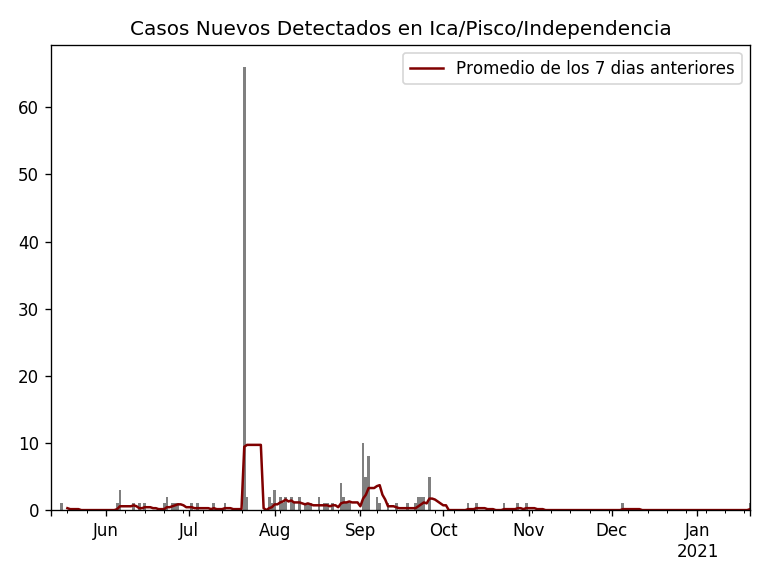 Casos Nuevos Detectados en Ica/Pisco/Independencia
Promedio de los 7 dias anteriores
60
50
40
30
20
10
0
Jun Jul Aug Sep Oct Nov Dec Jan
2021